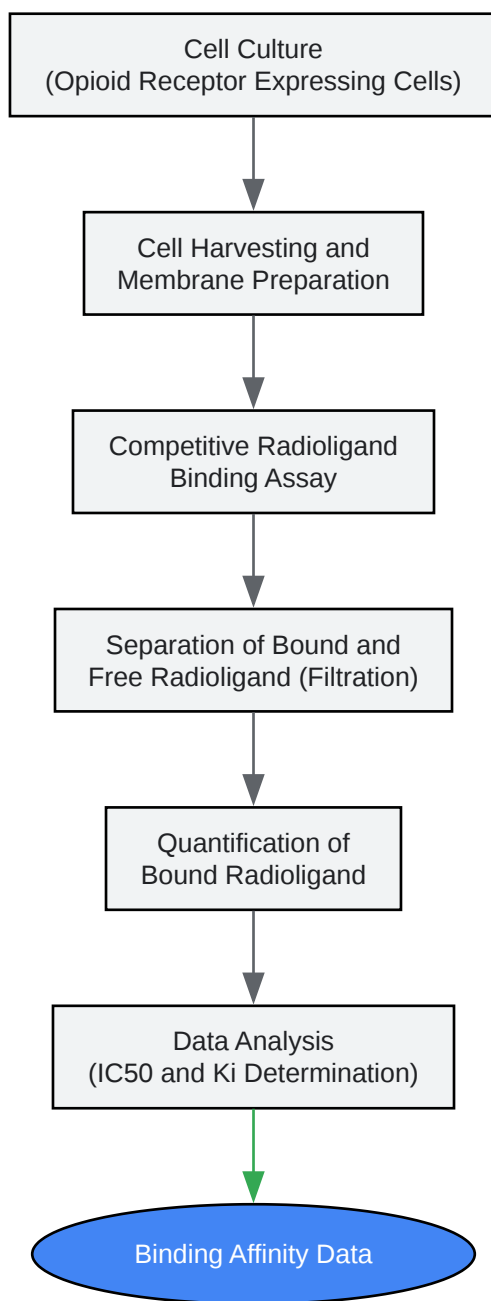 Cell Culture
(Opioid Receptor Expressing Cells)
Cell Harvesting and
Membrane Preparation
Competitive Radioligand
Binding Assay
Separation of Bound and
Free Radioligand (Filtration)
Quantification of
Bound Radioligand
Data Analysis
(IC50 and Ki Determination)
Binding Affinity Data